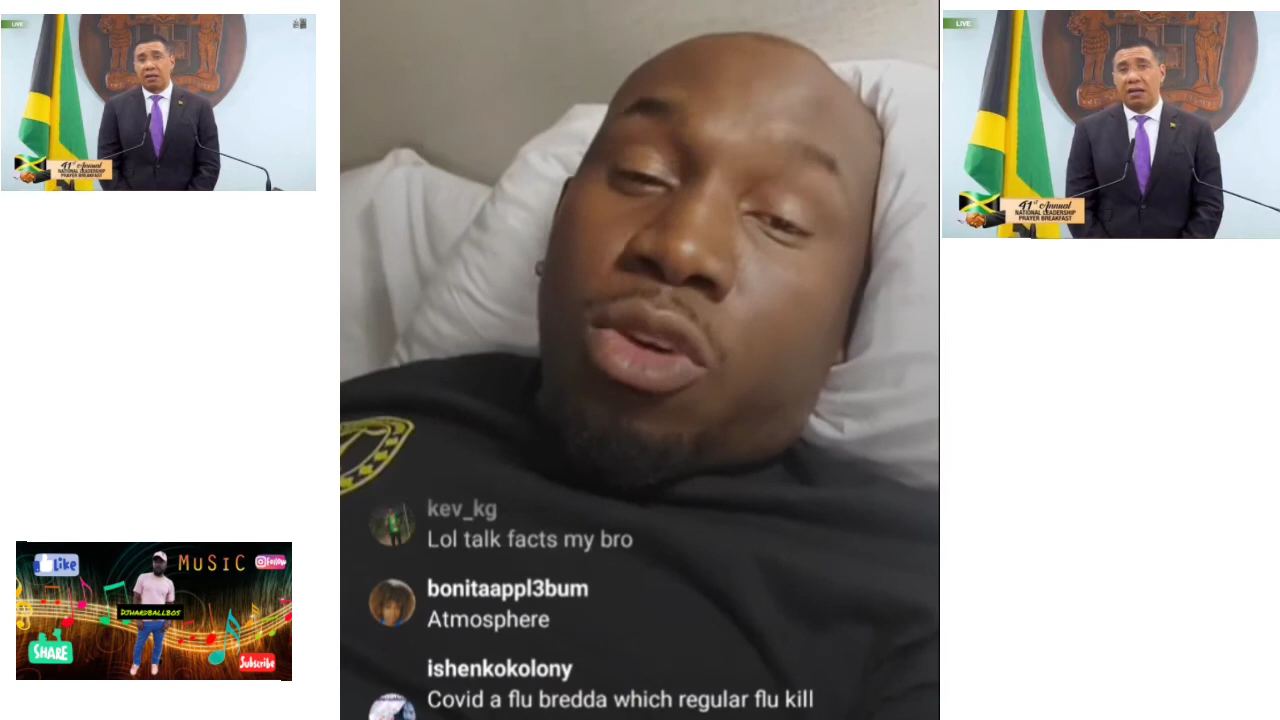 LIVE
41st Annual
NATIONAL LEADERSHIP
PRAYER BREAKFAST
LIVE
41st Annual
NATIONAL LEADERSHIP
PRAYER BREAKFAST
kev_kg
Lol talk facts my bro
bonitaappl3bum
Atmosphere
ishenkokolony
Covid a flu bredda which regular flu kill
Like
MUSIC
Follow
DJHARDBALLBOS
SHARE
Subscribe